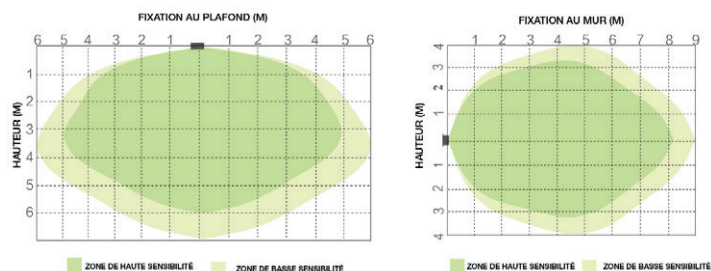 FIXATION AU PLAFOND (M)
6 5 4 3 2 1 1 2 3 4 5 6
1
2
3
4
5
6
HAUTEUR (M)
ZONE DE HAUTE SENSIBILITÉ
ZONE DE BASSE SENSIBILITÉ
FIXATION AU MUR (M)
1 2 3 4 5 6 7 8 9
4
3
2
1
1
2
3
4
HAUTEUR (M)
ZONE DE HAUTE SENSIBILITÉ
ZONE DE BASSE SENSIBILITÉ